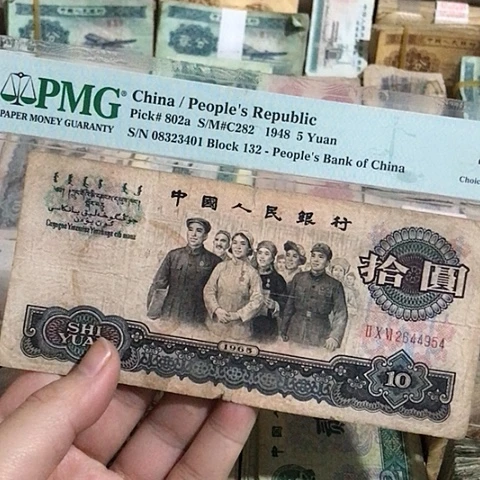 PMG
PAPER MONEY GUARANTY
China / People's Republic
Pick# 802a S/M#C282 1948 5 Yuan
S/N 08323401 Block 132 - People's Bank of China
中國人民銀行
拾圓
ⅡⅩⅥ2644954
1965
SHI
YUAN
10